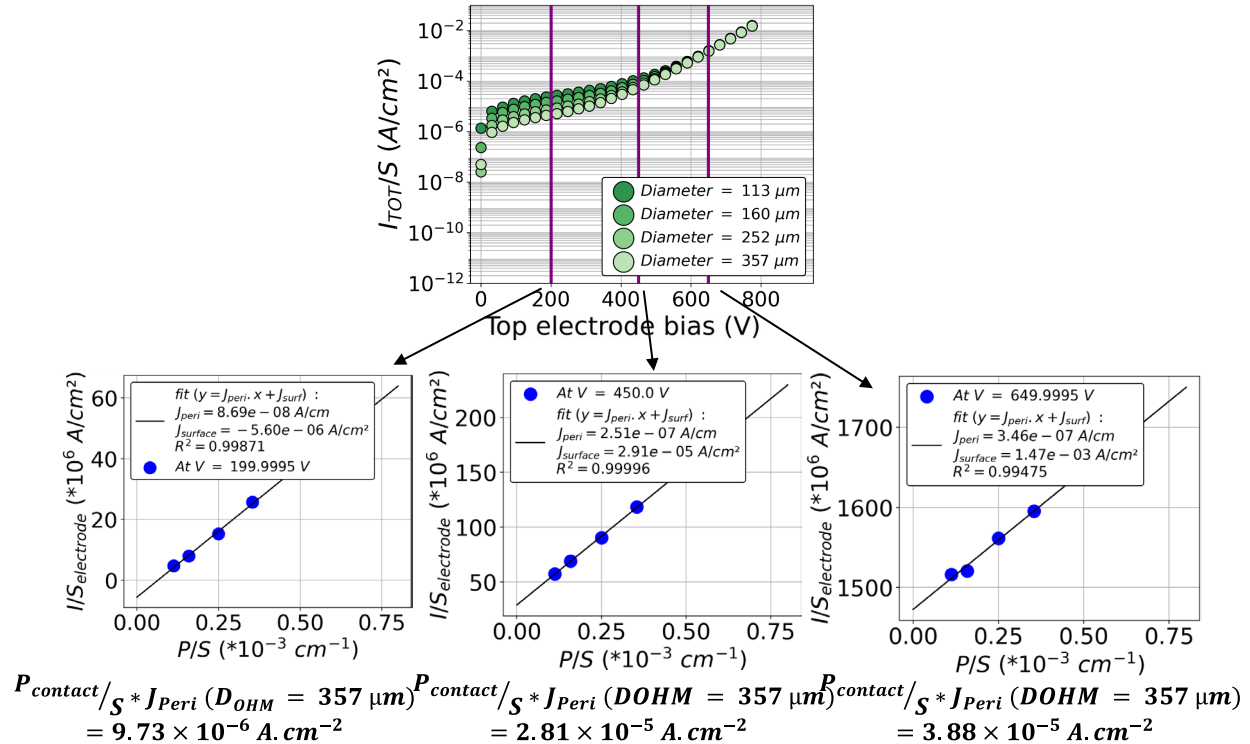 10⁻²
10⁻⁴
10⁻⁶
10⁻⁸
10⁻¹⁰
10⁻¹²
I_TOT/S (A/cm²)
Diameter = 113 μm
Diameter = 160 μm
Diameter = 252 μm
Diameter = 357 μm
0 200 400 600 800
Top electrode bias (V)
60
40
20
0
I/S_electrode (*10⁶ A/cm²)
fit (y = J_peri. x + J_surf) :
J_peri = 8.69e − 08 A/cm
J_surface = − 5.60e − 06 A/cm²
R² = 0.99871
At V = 199.9995 V
0.00 0.25 0.50 0.75
P/S (*10⁻³ cm⁻¹)
200
150
100
50
I/S_electrode (*10⁶ A/cm²)
At V = 450.0 V
fit (y = J_peri. x + J_surf) :
J_peri = 2.51e − 07 A/cm
J_surface = 2.91e − 05 A/cm²
R² = 0.99996
0.00 0.25 0.50 0.75
P/S (*10⁻³ cm⁻¹)
1700
1600
1500
I/S_electrode (*10⁶ A/cm²)
At V = 649.9995 V
fit (y = J_peri. x + J_surf) :
J_peri = 3.46e − 07 A/cm
J_surface = 1.47e − 03 A/cm²
R² = 0.99475
0.00 0.25 0.50 0.75
P/S (*10⁻³ cm⁻¹)
P_contact/S * J_Peri (D_OHM = 357 μm)
= 9.73 × 10⁻⁶ A.cm⁻²
P_contact/S * J_Peri (DOHM = 357 μm)
= 2.81 × 10⁻⁵ A.cm⁻²
P_contact/S * J_Peri (DOHM = 357 μm)
= 3.88 × 10⁻⁵ A.cm⁻²